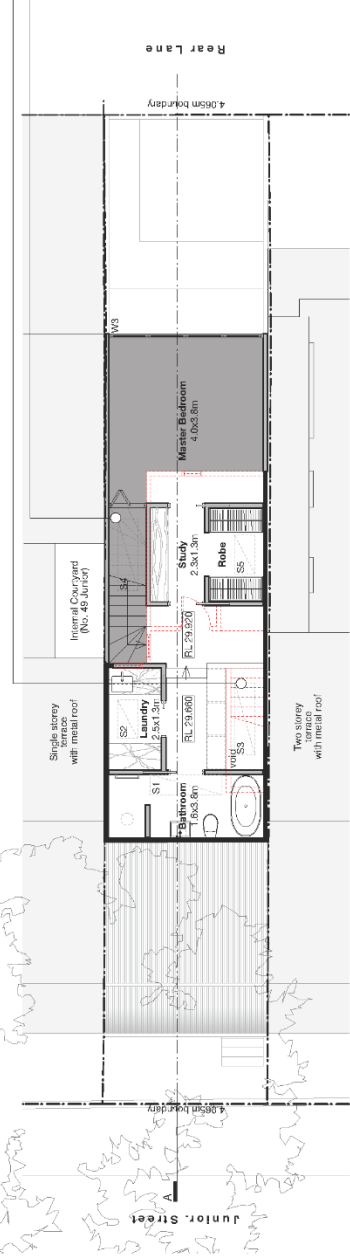 Rear Lane
4.065m boundary
W3
Master Bedroom
4.0x3.8m
S4
Internal Courtyard
(No. 49 Junior)
Study
2.3x1.3m
Robe
S5
RL 29.920
Single storey
terrace
with metal roof
S2
Laundry
2.5x1.3m
RL 29.660
void
S3
Two storey
terrace
with metal roof
S1
Bathroom
1.6x3.8m
4.065m boundary
A
Junior. Street